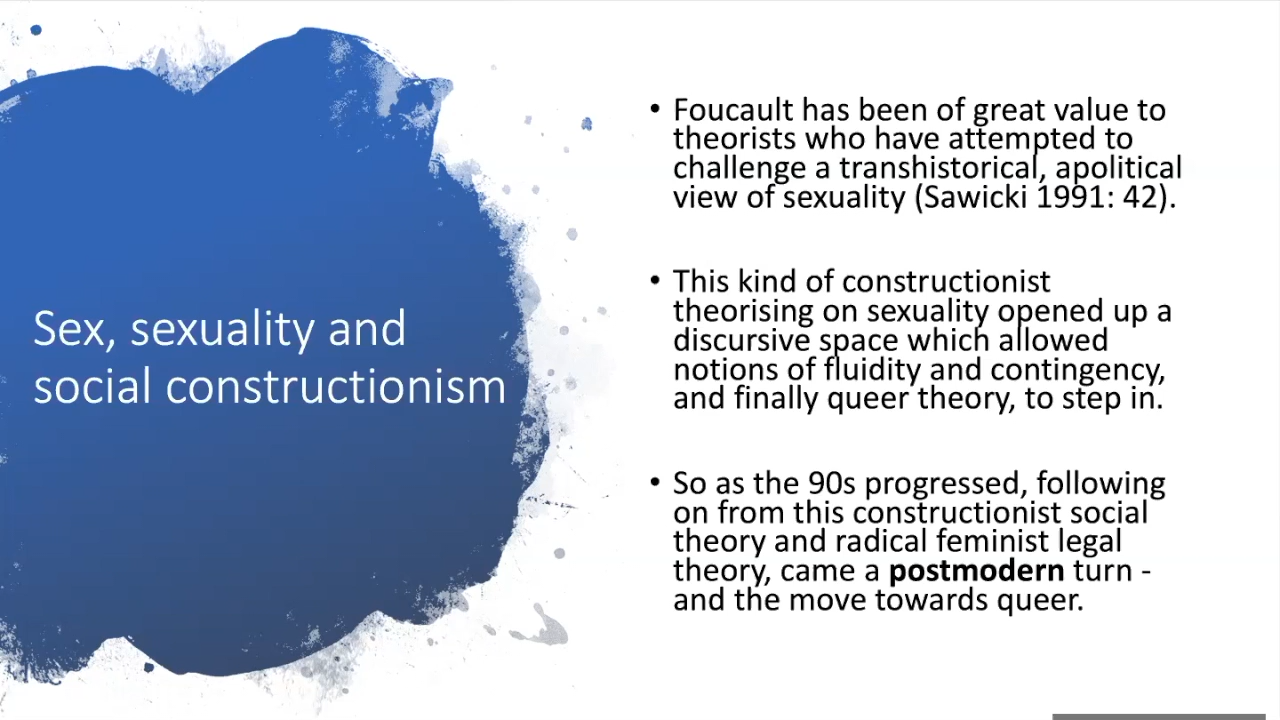 Sex, sexuality and
social constructionism
• Foucault has been of great value to
theorists who have attempted to
challenge a transhistorical, apolitical
view of sexuality (Sawicki 1991: 42).
• This kind of constructionist
theorising on sexuality opened up a
discursive space which allowed
notions of fluidity and contingency,
and finally queer theory, to step in.
• So as the 90s progressed, following
on from this constructionist social
theory and radical feminist legal
theory, came a postmodern turn -
and the move towards queer.